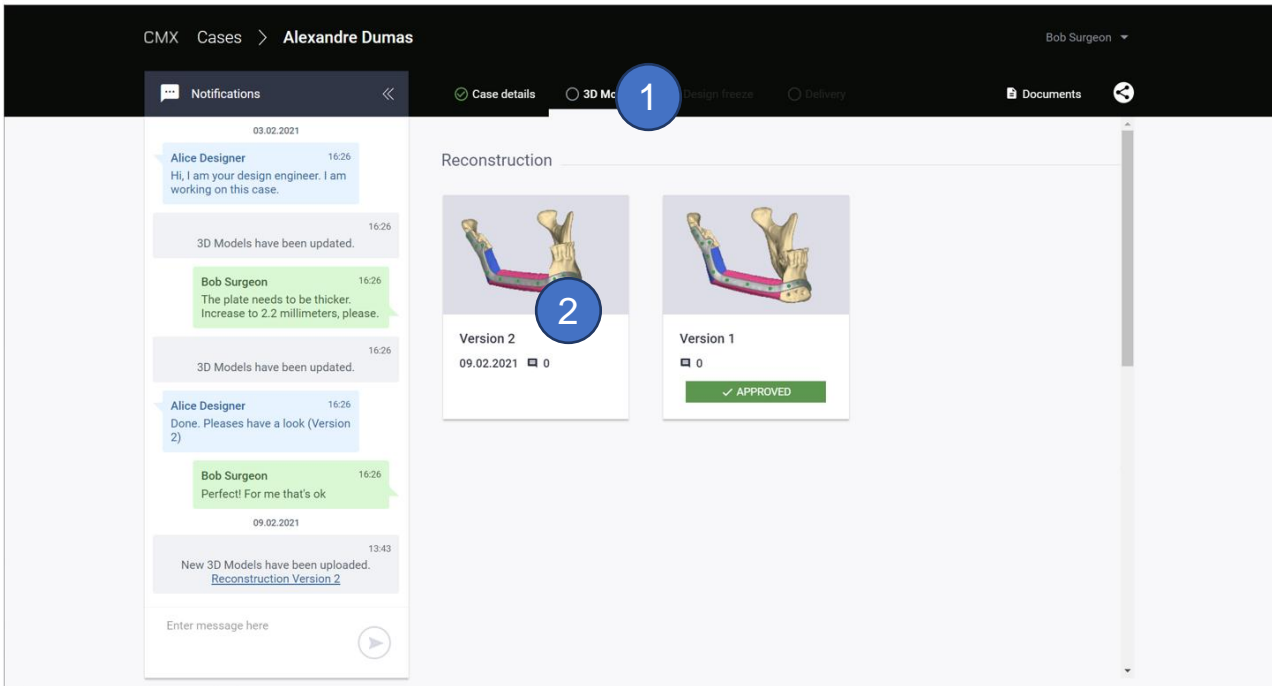 CMX Cases > Alexandre Dumas
Bob Surgeon
Notifications
Case details
3D Mo
1
Design freeze
Delivery
Documents
03.02.2021
Alice Designer 16:26
Hi, I am your design engineer. I am
working on this case.
16:26
3D Models have been updated.
Bob Surgeon 16:26
The plate needs to be thicker.
Increase to 2.2 millimeters, please.
16:26
3D Models have been updated.
Alice Designer 16:26
Done. Pleases have a look (Version
2)
Bob Surgeon 16:26
Perfect! For me that's ok
09.02.2021
13:43
New 3D Models have been uploaded.
Reconstruction Version 2
Enter message here
Reconstruction
2
Version 2
09.02.2021 0
Version 1
0
APPROVED